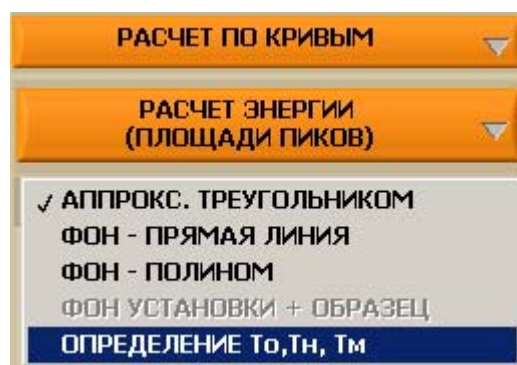 РАСЧЕТ ПО КРИВЫМ
РАСЧЕТ ЭНЕРГИИ
(ПЛОЩАДИ ПИКОВ)
АППРОКС. ТРЕУГОЛЬНИКОМ
ФОН - ПРЯМАЯ ЛИНИЯ
ФОН - ПОЛИНОМ
ФОН УСТАНОВКИ + ОБРАЗЕЦ
ОПРЕДЕЛЕНИЕ То,Тн, Тм